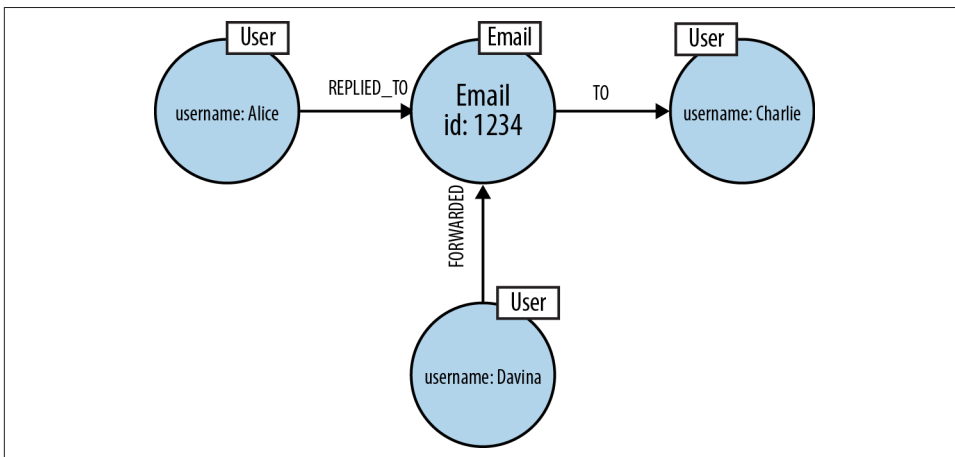 User
Email
User
username: Alice
REPLIED_TO
Email
id: 1234
TO
username: Charlie
FORWARDED
User
username: Davina